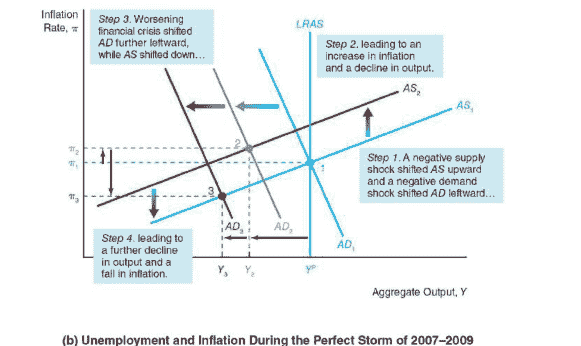 Inflation
Rate, π
Step 3. Worsening
financial crisis shifted
AD further leftward,
while AS shifted down…
LRAS
Step 2. leading to an
increase in inflation
and a decline in output.
AS₂
AS₁
π₂
π₁
π₃
2
1
3
Step 1. A negative supply
shock shifted AS upward
and a negative demand
shock shifted AD leftward…
Step 4. leading to
a further decline
in output and a
fall in inflation.
AD₃
AD₂
AD₁
Y₃
Y₂
Yᴾ
Aggregate Output, Y
(b) Unemployment and Inflation During the Perfect Storm of 2007–2009